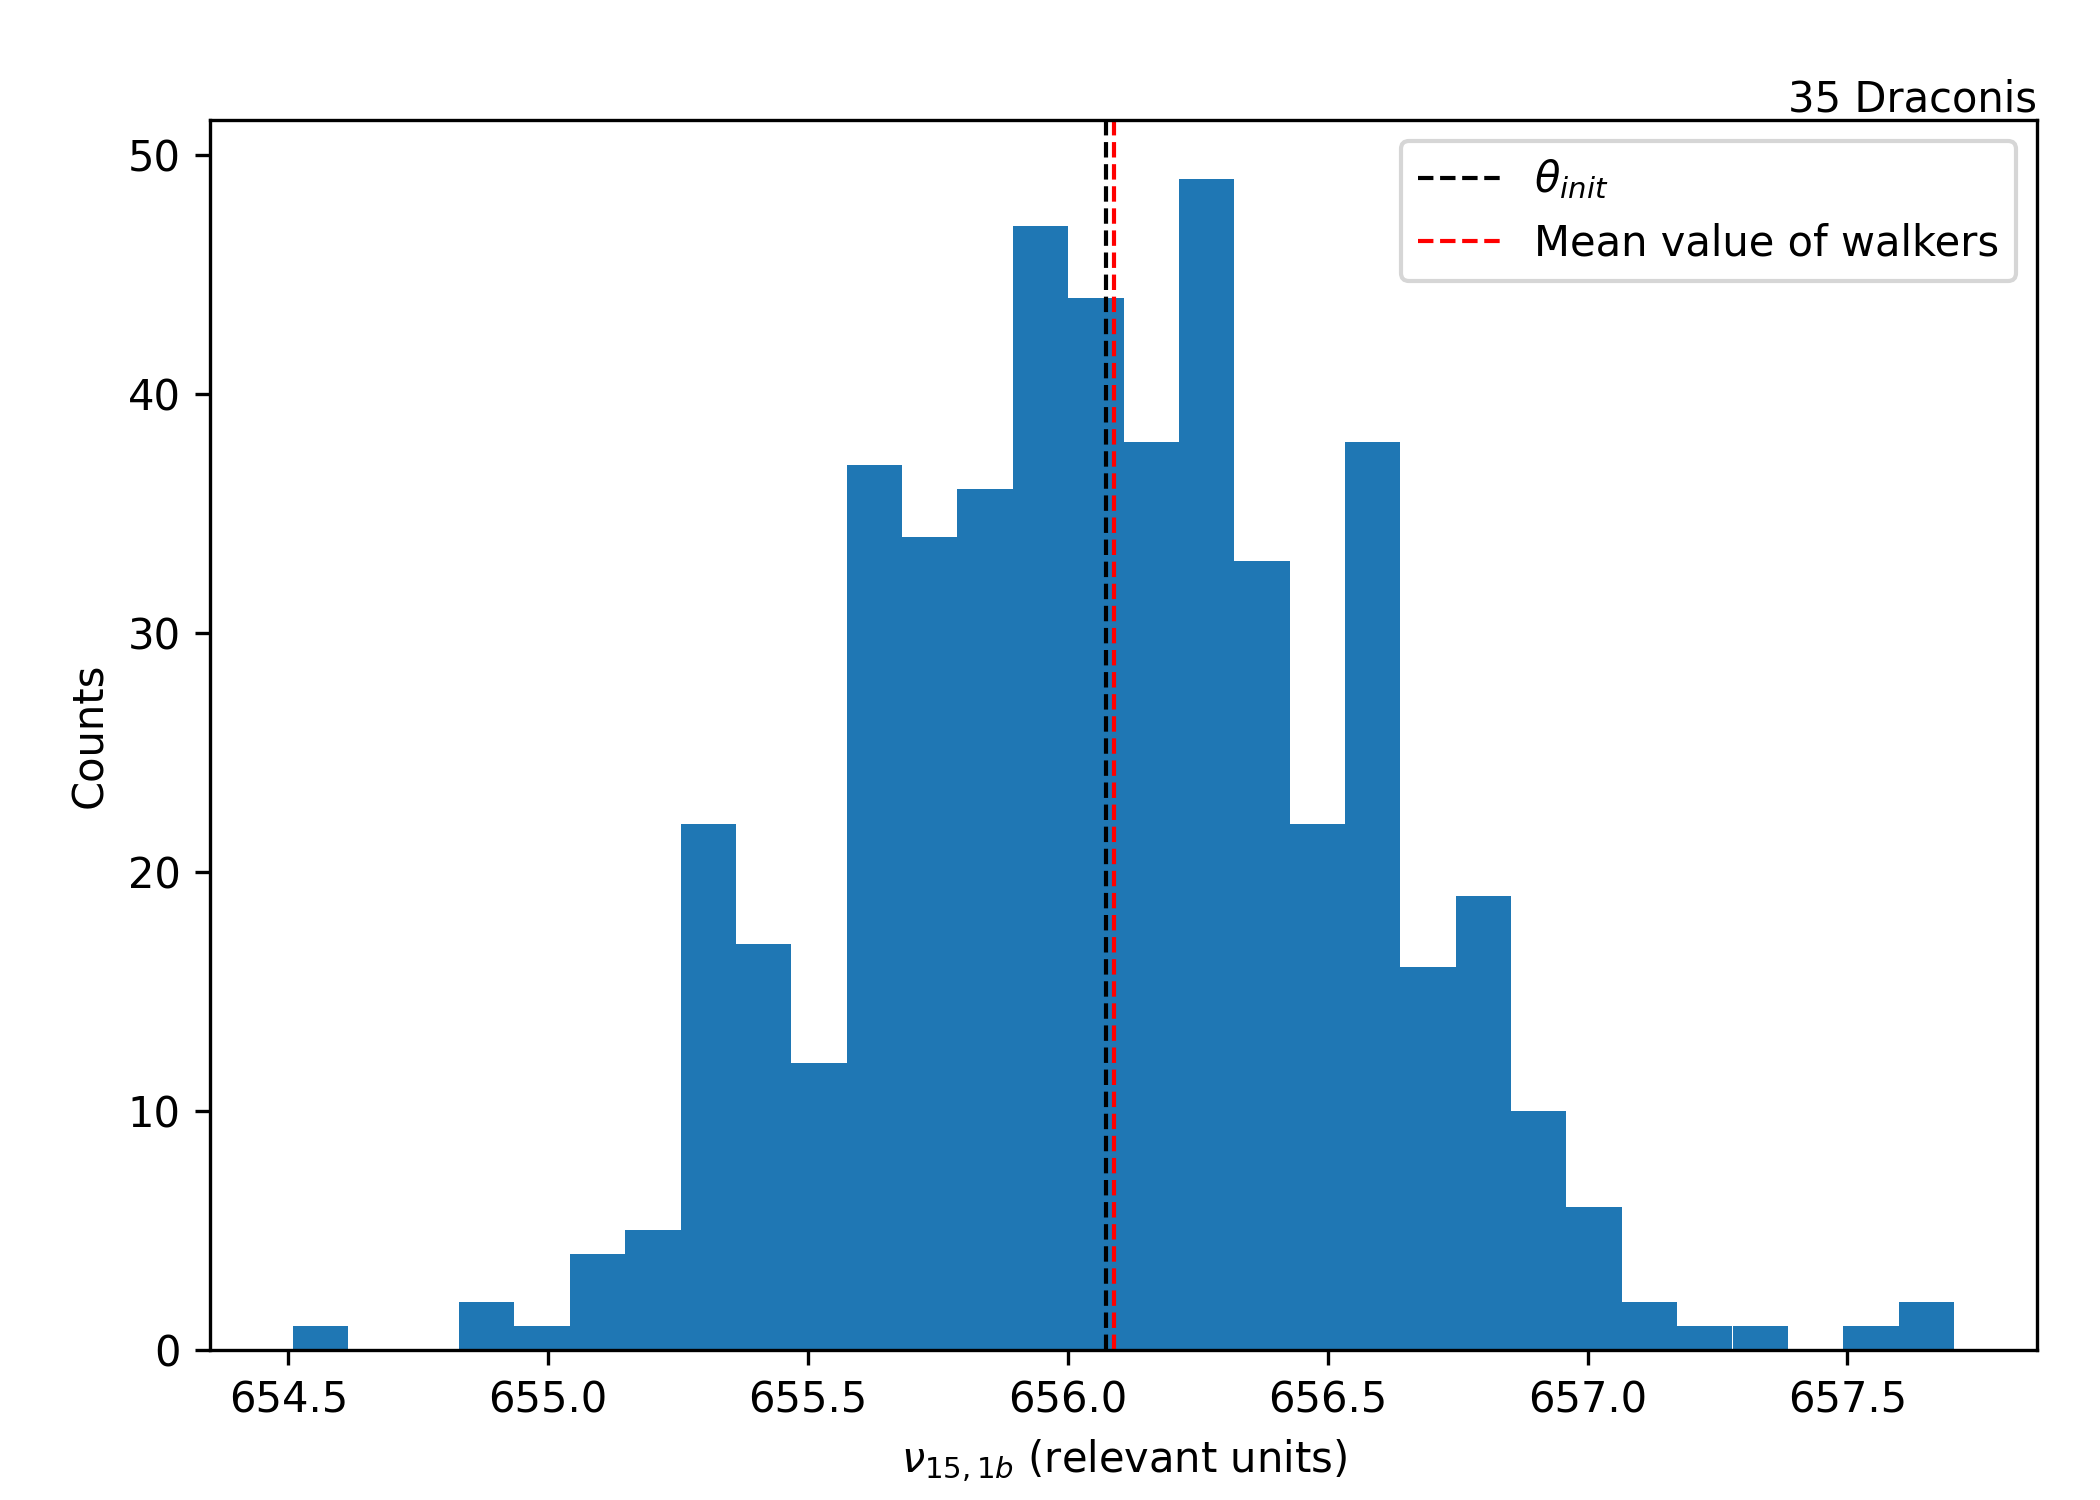 35 Draconis
50
40
30
20
10
0
Counts
θinit
Mean value of walkers
654.5 655.0 655.5 656.0 656.5 657.0 657.5
ν15, 1b (relevant units)